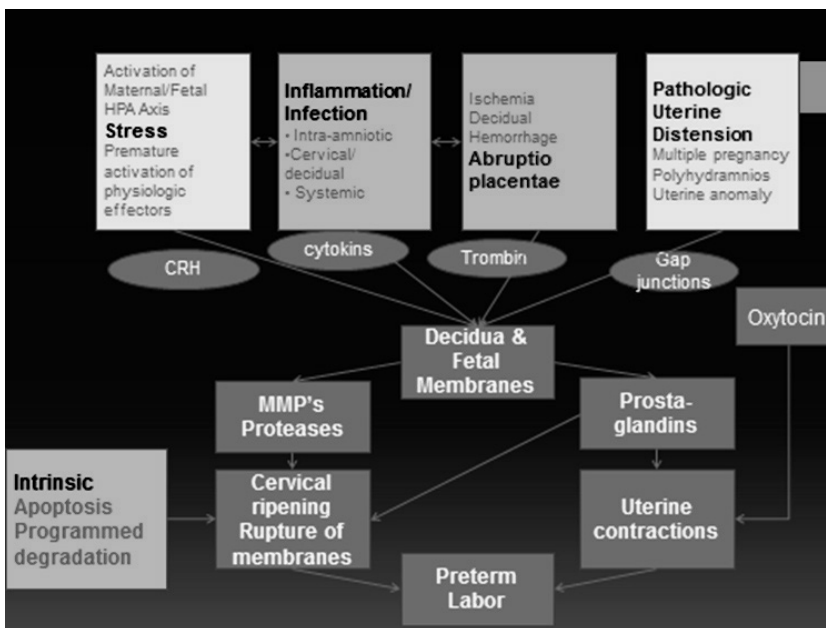 Activation of
Maternal/Fetal
HPA Axis
Stress
Premature
activation of
physiologic
effectors
Inflammation/
Infection
• Intra-amniotic
•Cervical/
decidual
• Systemic
Ischemia
Decidual
Hemorrhage
Abruptio
placentae
Pathologic
Uterine
Distension
Multiple pregnancy
Polyhydramnios
Uterine anomaly
CRH
cytokins
Trombin
Gap
junctions
Oxytocin
Decidua &
Fetal
Membranes
MMP's
Proteases
Prosta-
glandins
Intrinsic
Apoptosis
Programmed
degradation
Cervical
ripening
Rupture of
membranes
Uterine
contractions
Preterm
Labor